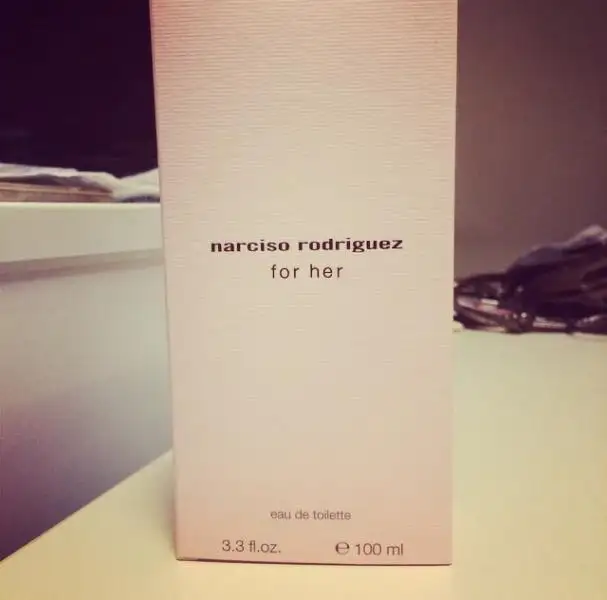 narciso rodriguez
for her
eau de toilette
3.3 fl.oz. ℮ 100 ml